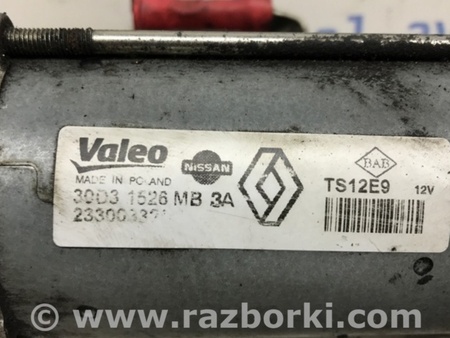 Valeo NISSAN BAB
MADE IN POLAND TS12E9 12V
30D3 1526 MB 3A
www.razborki.com